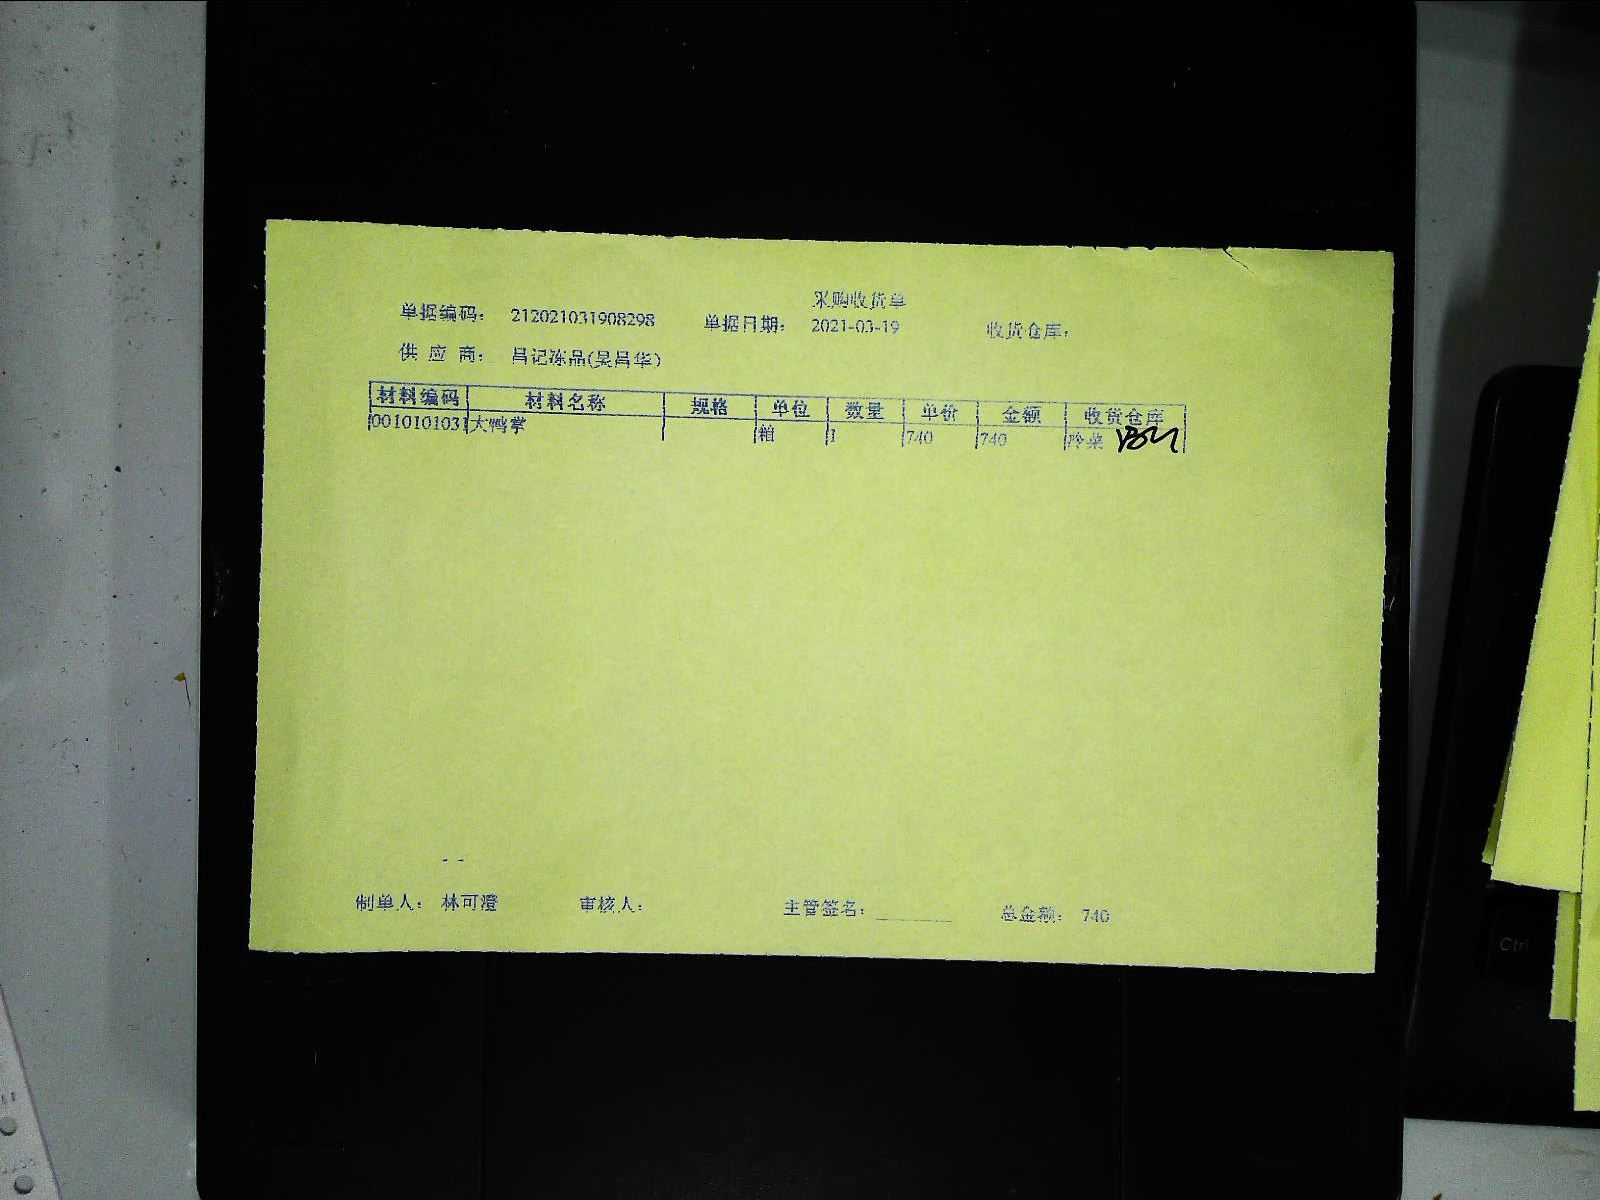 采购收货单
单据编码： 212021031908298 单据日期： 2021-03-19 收货仓库：
供 应 商： 吕记冻品(吴昌华)
材料编码 材料名称 规格 单位 数量 单价 金额 收货仓库
001010103 大鸭掌 箱 1 740 740 冷菜
制单人： 林可澄 审核人： 主管签名： 总金额： 740
Ctrl